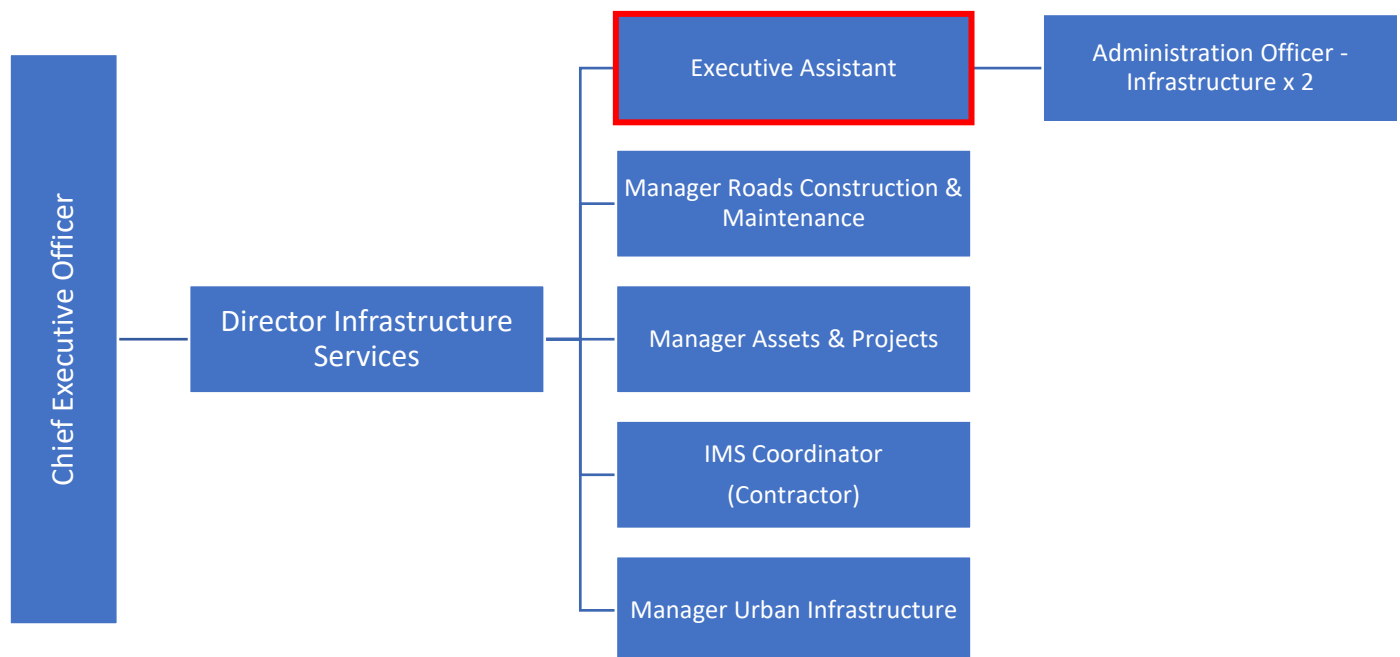 Chief Executive Officer
Director Infrastructure
Services
Executive Assistant
Administration Officer -
Infrastructure x 2
Manager Roads Construction &
Maintenance
Manager Assets & Projects
IMS Coordinator
(Contractor)
Manager Urban Infrastructure